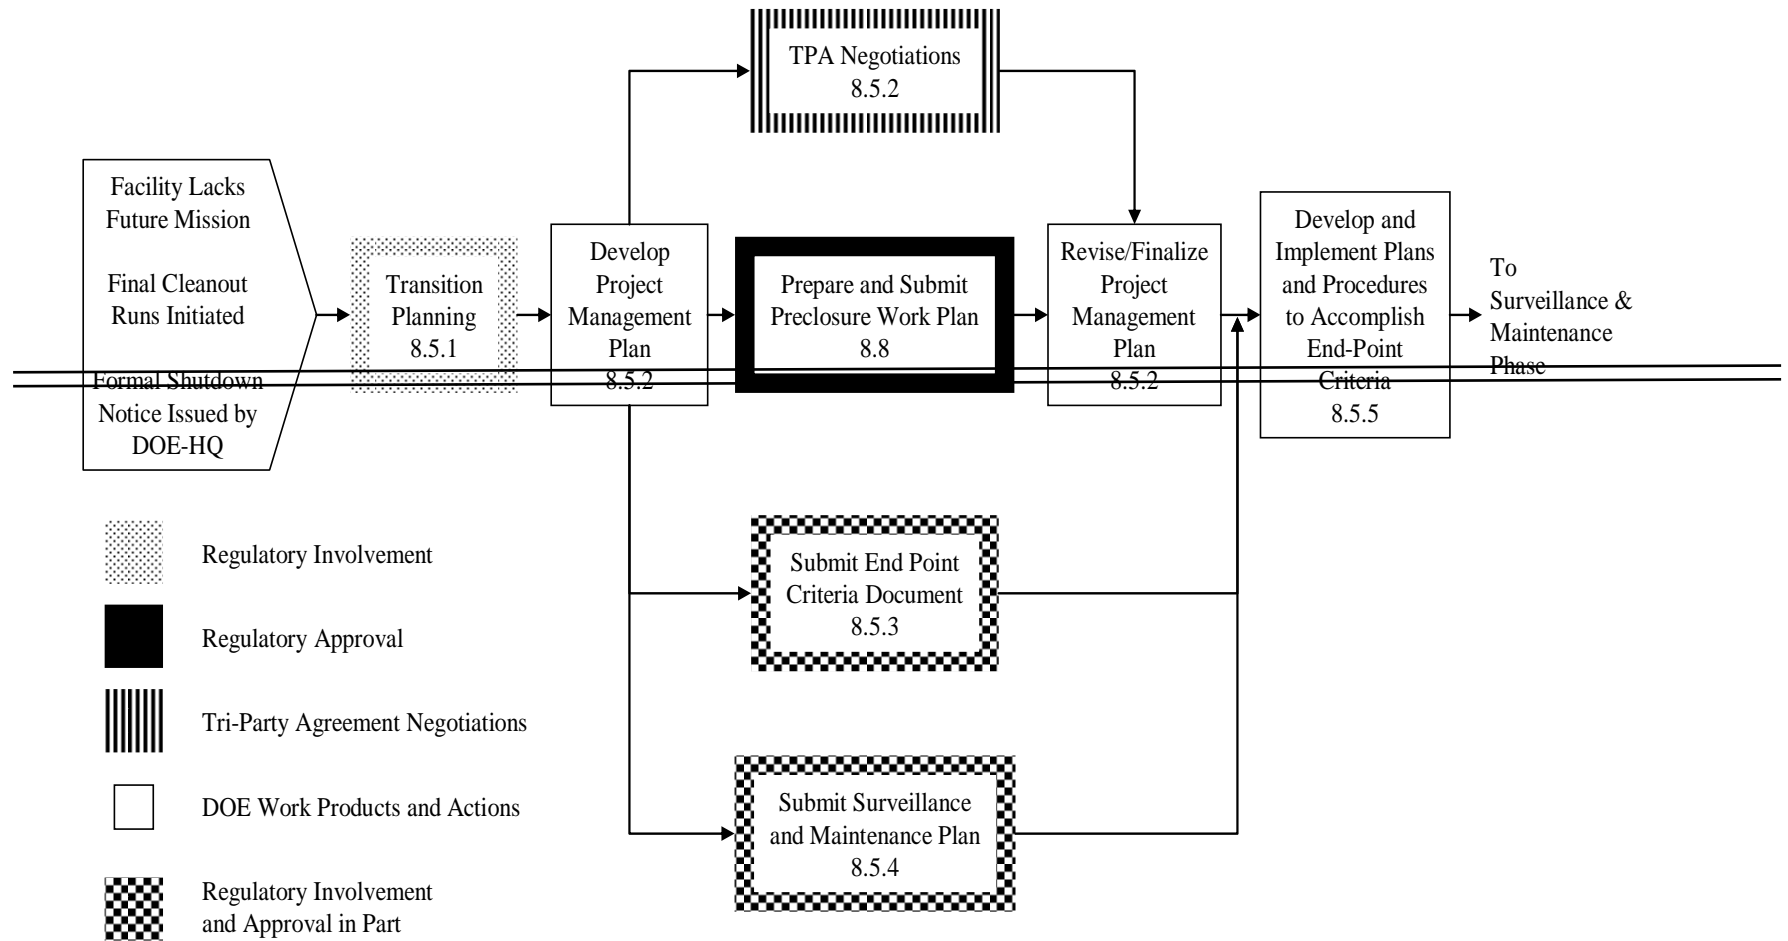 TPA Negotiations
8.5.2
Facility Lacks
Future Mission
Final Cleanout
Runs Initiated
Formal Shutdown
Notice Issued by
DOE-HQ
Transition
Planning
8.5.1
Develop
Project
Management
Plan
8.5.2
Prepare and Submit
Preclosure Work Plan
8.8
Revise/Finalize
Project
Management
Plan
8.5.2
Develop and
Implement Plans
and Procedures
to Accomplish
End-Point
Criteria
8.5.5
To
Surveillance &
Maintenance
Phase
Submit End Point
Criteria Document
8.5.3
Submit Surveillance
and Maintenance Plan
8.5.4
Regulatory Involvement
Regulatory Approval
Tri-Party Agreement Negotiations
DOE Work Products and Actions
Regulatory Involvement
and Approval in Part